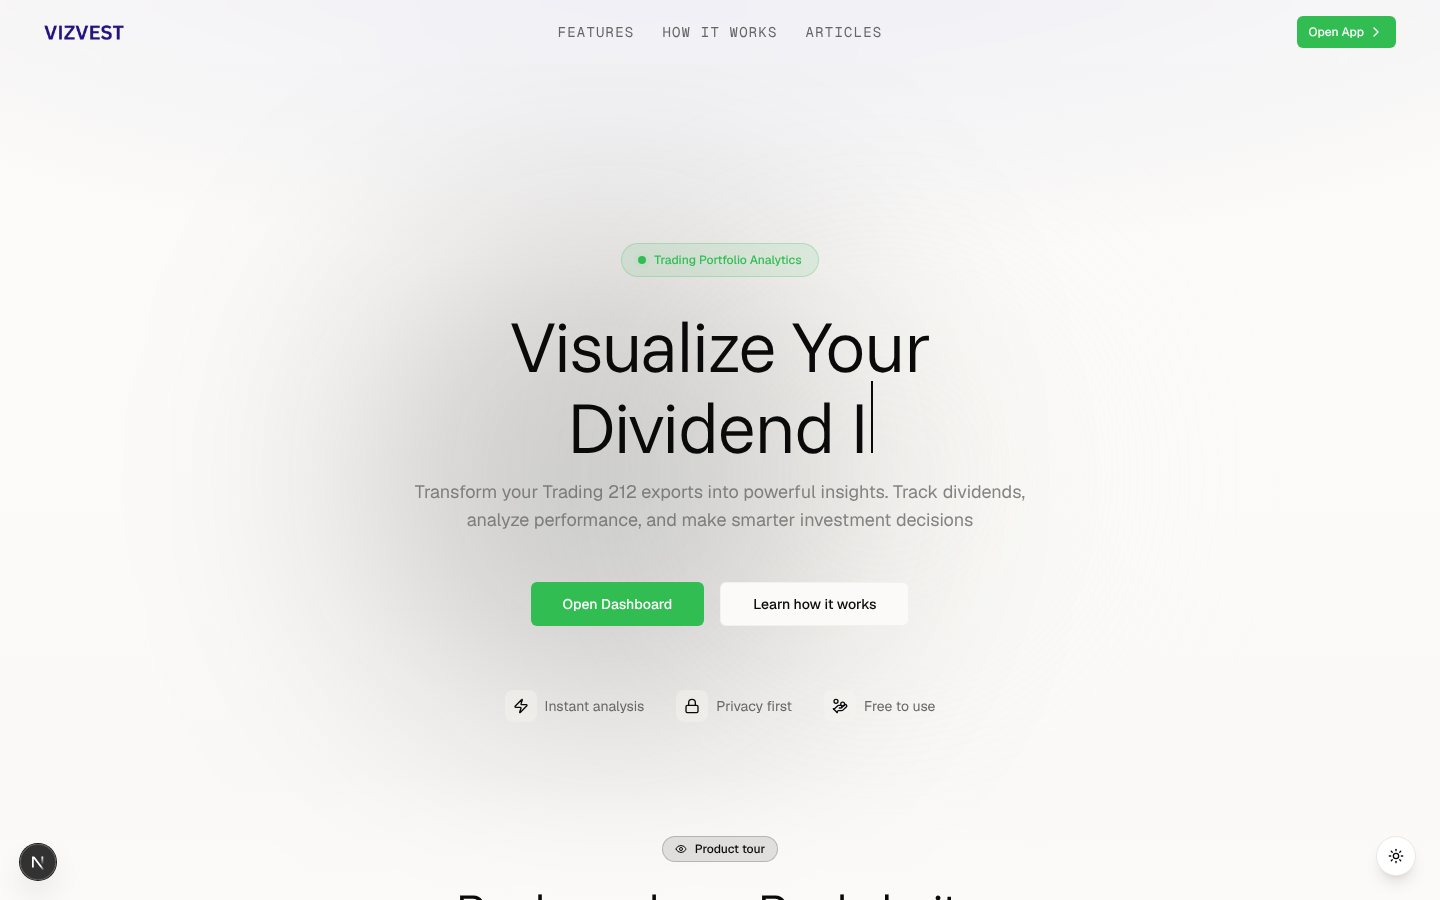 VIZVEST
FEATURES
HOW IT WORKS
ARTICLES
Open App
Trading Portfolio Analytics
Visualize Your
Dividend I
Transform your Trading 212 exports into powerful insights. Track dividends,
analyze performance, and make smarter investment decisions
Open Dashboard
Learn how it works
Instant analysis
Privacy first
Free to use
Product tour
N